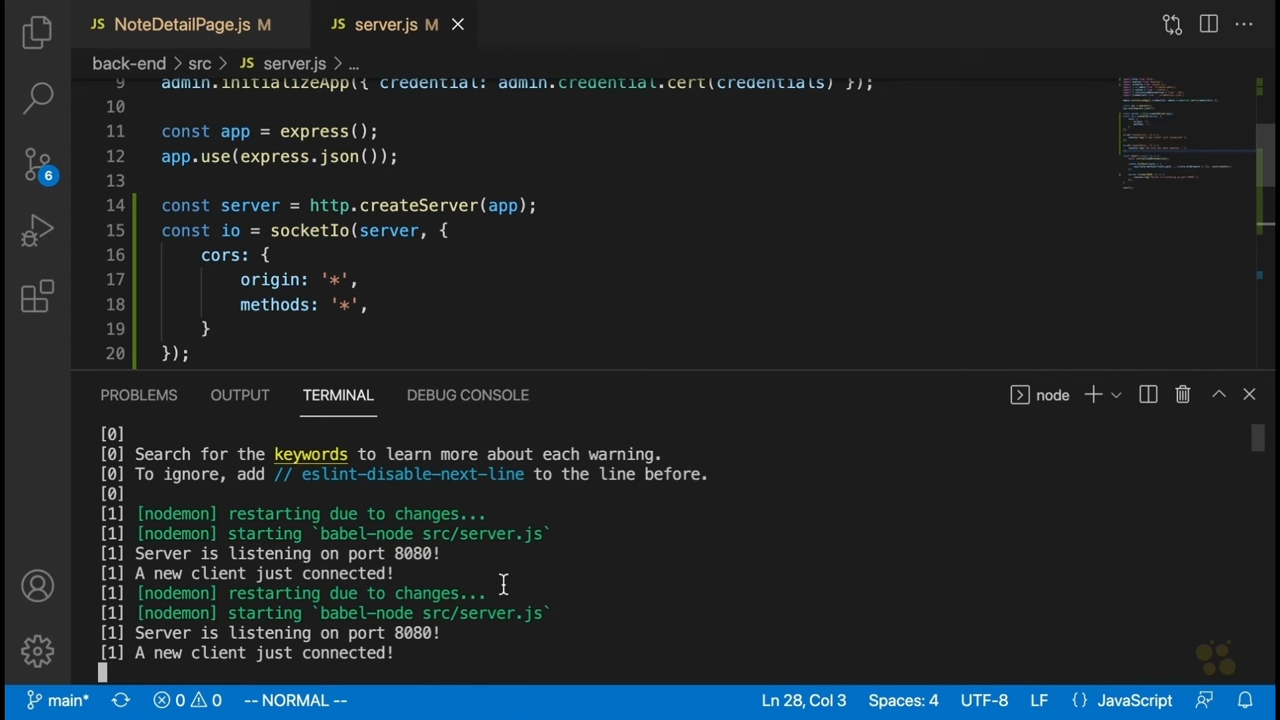 JS NoteDetailPage.js M JS server.js M
back-end > src > JS server.js > ...
9 admin.initializeApp({ credential: admin.credential.cert(credentials) });
10
11 const app = express();
12 app.use(express.json());
13
14 const server = http.createServer(app);
15 const io = socketIo(server, {
16 cors: {
17 origin: '*',
18 methods: '*',
19 }
20 });
PROBLEMS OUTPUT TERMINAL DEBUG CONSOLE node
[0]
[0] Search for the keywords to learn more about each warning.
[0] To ignore, add // eslint-disable-next-line to the line before.
[0]
[1] [nodemon] restarting due to changes...
[1] [nodemon] starting `babel-node src/server.js`
[1] Server is listening on port 8080!
[1] A new client just connected!
[1] [nodemon] restarting due to changes...
[1] [nodemon] starting `babel-node src/server.js`
[1] Server is listening on port 8080!
[1] A new client just connected!
6
main* 0 0 -- NORMAL -- Ln 28, Col 3 Spaces: 4 UTF-8 LF {} JavaScript